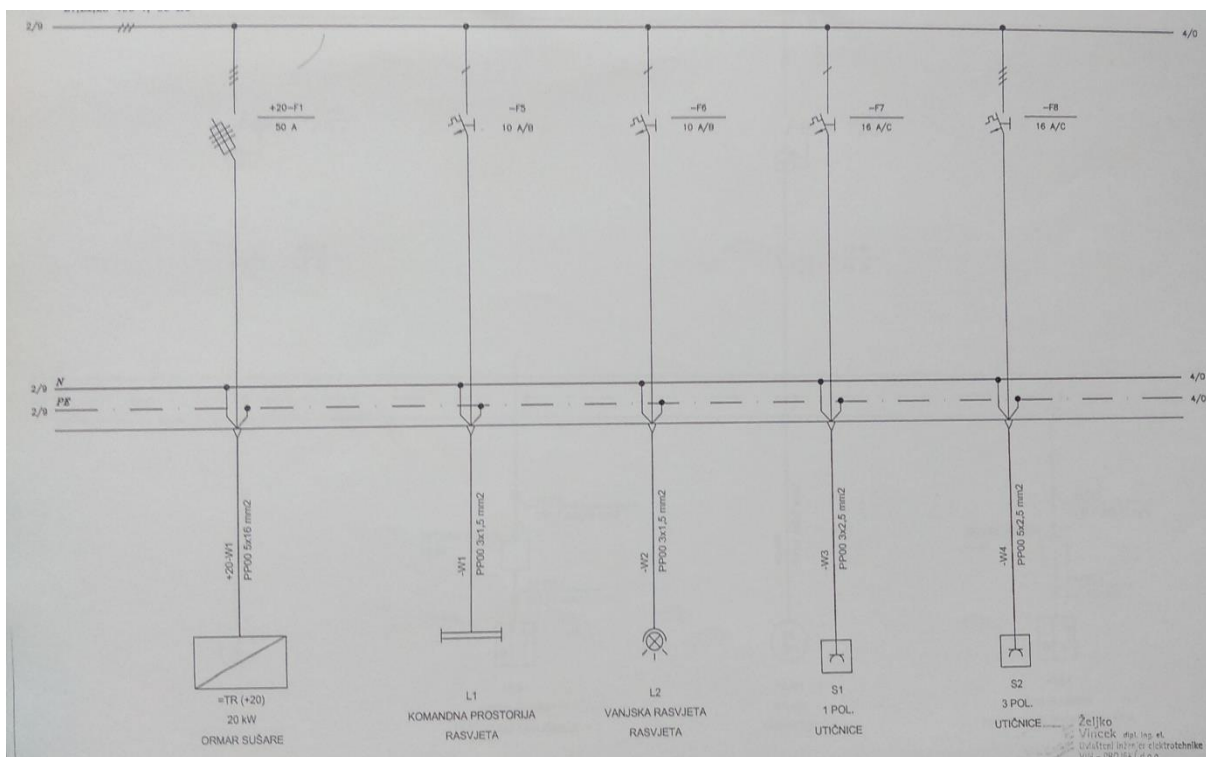 2/9
4/0
+20-F1
50 A
-F5
10 A/B
-F6
10 A/B
-F7
16 A/C
-F8
16 A/C
2/9 N
4/0
2/9 PE
4/0
+20-W1
PP00 5x16 mm2
-W1
PP00 3x1,5 mm2
-W2
PP00 3x1,5 mm2
-W3
PP00 3x2,5 mm2
-W4
PP00 5x2,5 mm2
=TR (+20)
20 kW
ORMAR SUŠARE
L1
KOMANDNA PROSTORIJA
RASVJETA
L2
VANJSKA RASVJETA
RASVJETA
S1
1 POL.
UTIČNICE
S2
3 POL.
UTIČNICE
Željko
Vincek dipl. ing. el.
Ovlašteni inženjer elektrotehnike